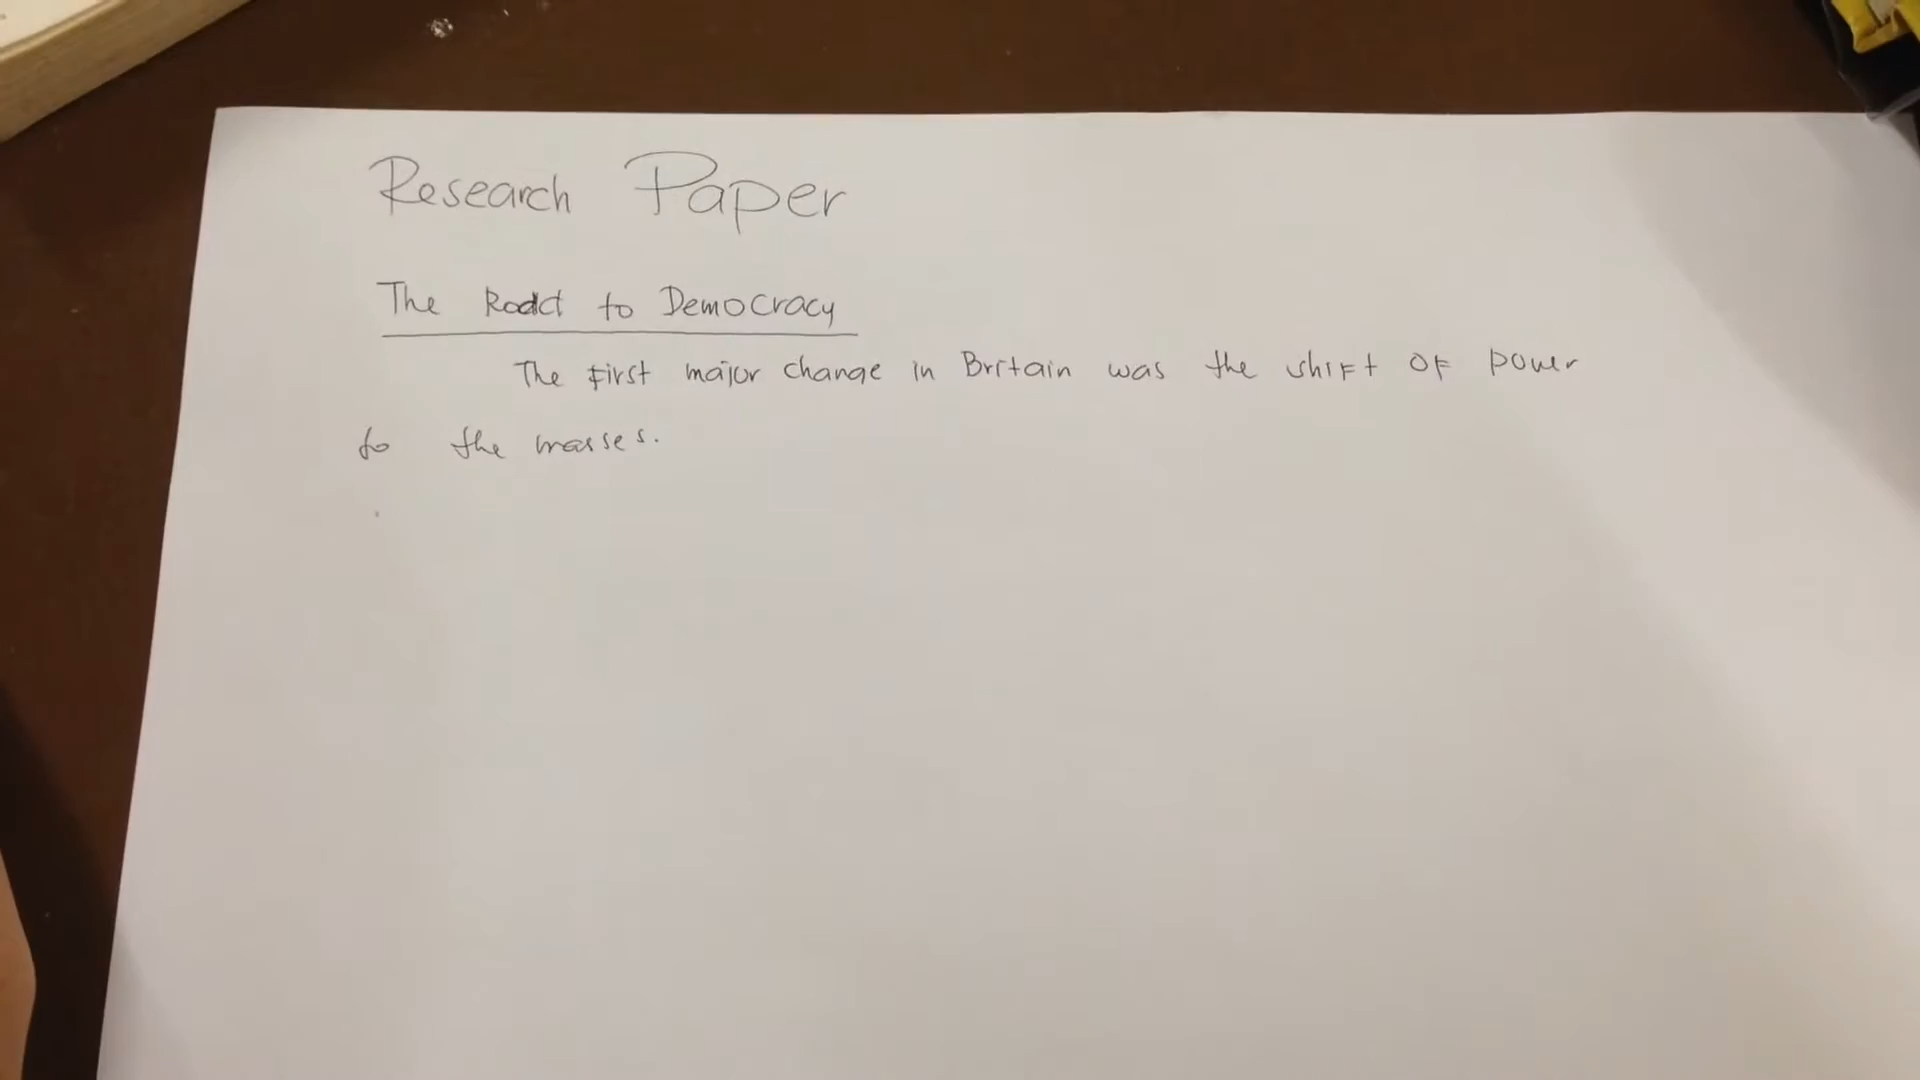 Research Paper
The Road to Democracy
The first major change in Britain was the shift of power
to the masses.